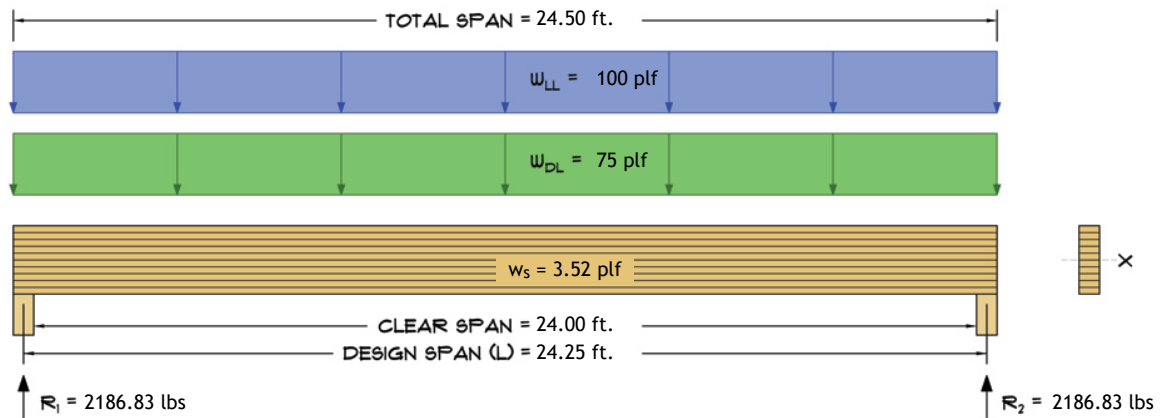 TOTAL SPAN = 24.50 ft.
wLL = 100 plf
wDL = 75 plf
ws = 3.52 plf
X
CLEAR SPAN = 24.00 ft.
DESIGN SPAN (L) = 24.25 ft.
R1 = 2186.83 lbs
R2 = 2186.83 lbs